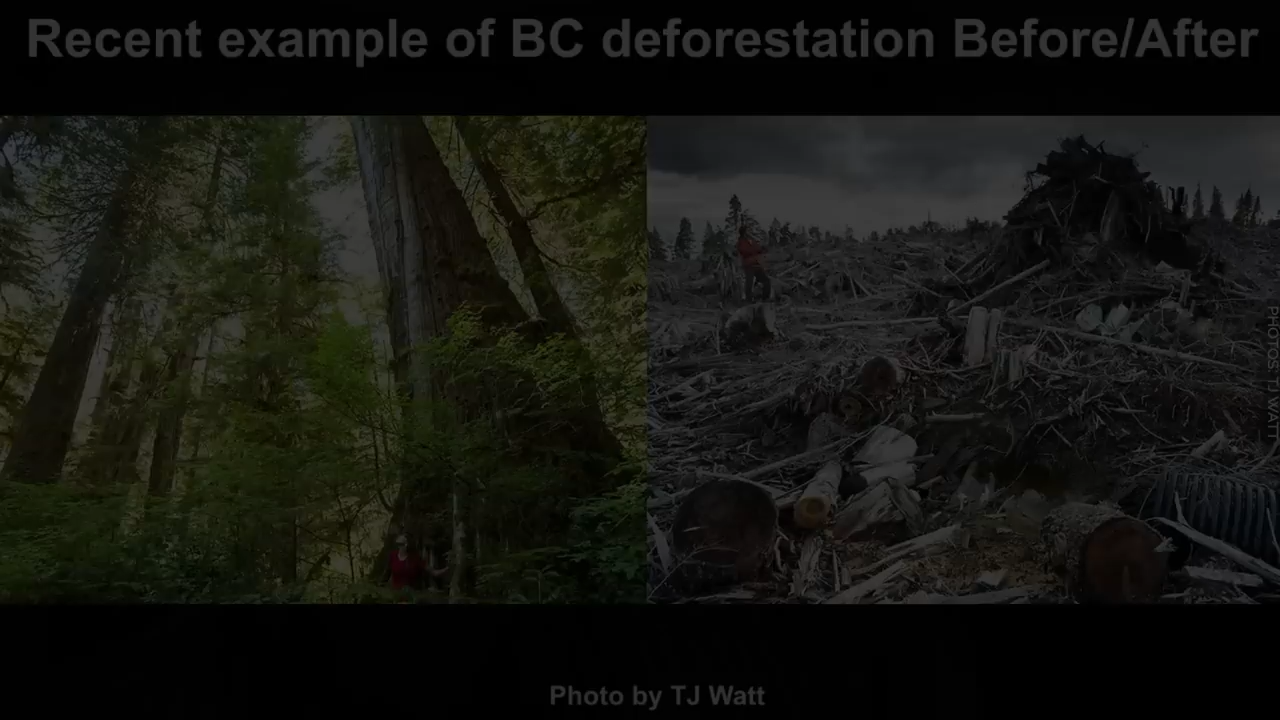 Recent example of BC deforestation Before/After
PHOTOS TJ WATT
Photo by TJ Watt